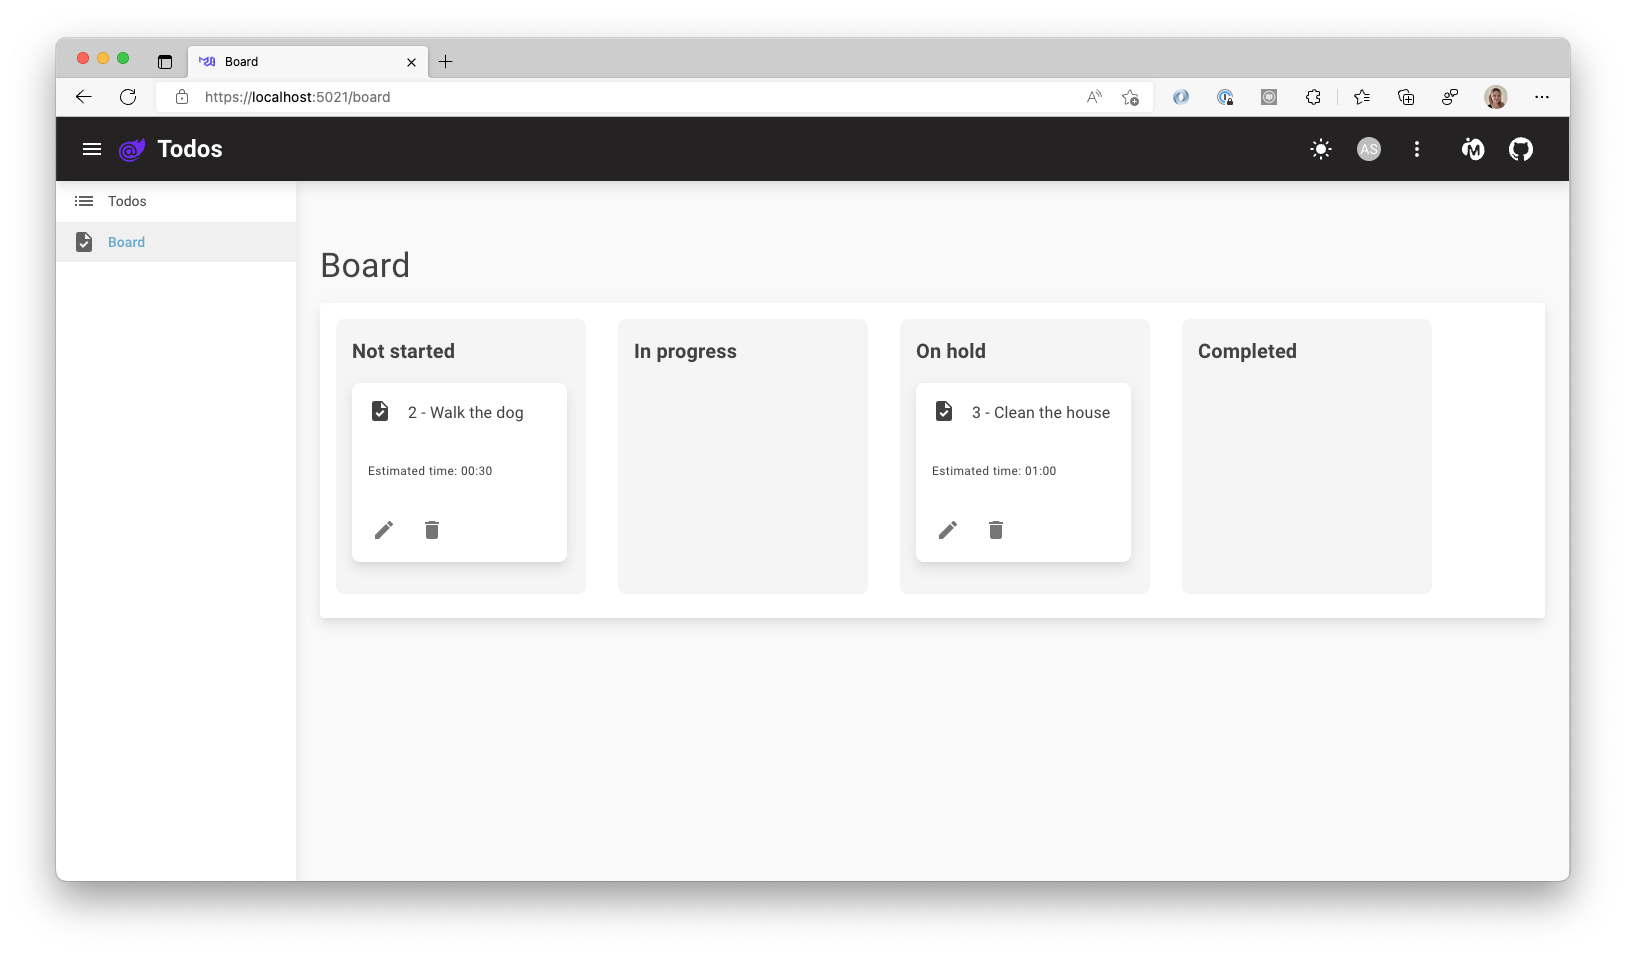 Board
https://localhost:5021/board
Todos
AS
Todos
Board
Board
Not started
In progress
On hold
Completed
2 - Walk the dog
3 - Clean the house
Estimated time: 00:30
Estimated time: 01:00